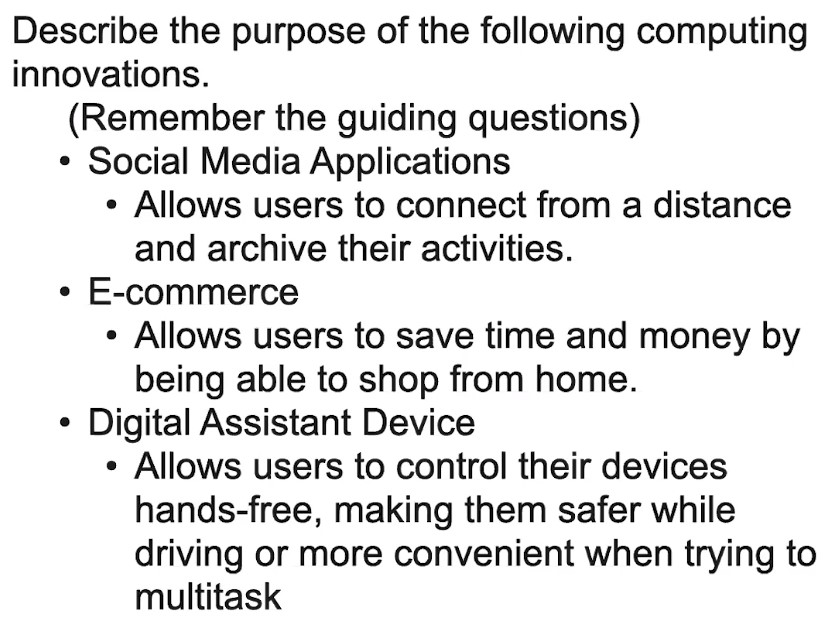 Describe the purpose of the following computing
innovations.
(Remember the guiding questions)
• Social Media Applications
• Allows users to connect from a distance
and archive their activities.
• E-commerce
• Allows users to save time and money by
being able to shop from home.
• Digital Assistant Device
• Allows users to control their devices
hands-free, making them safer while
driving or more convenient when trying to
multitask